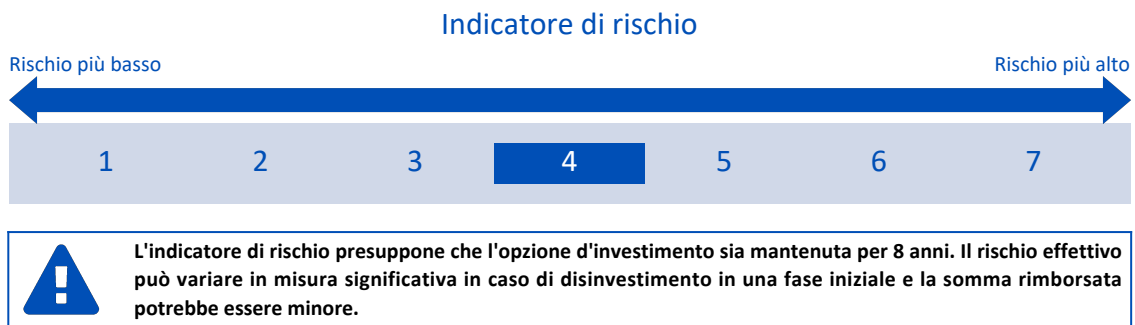 Indicatore di rischio
Rischio più basso
Rischio più alto
1 2 3 4 5 6 7
L'indicatore di rischio presuppone che l'opzione d'investimento sia mantenuta per 8 anni. Il rischio effettivo
può variare in misura significativa in caso di disinvestimento in una fase iniziale e la somma rimborsata
potrebbe essere minore.